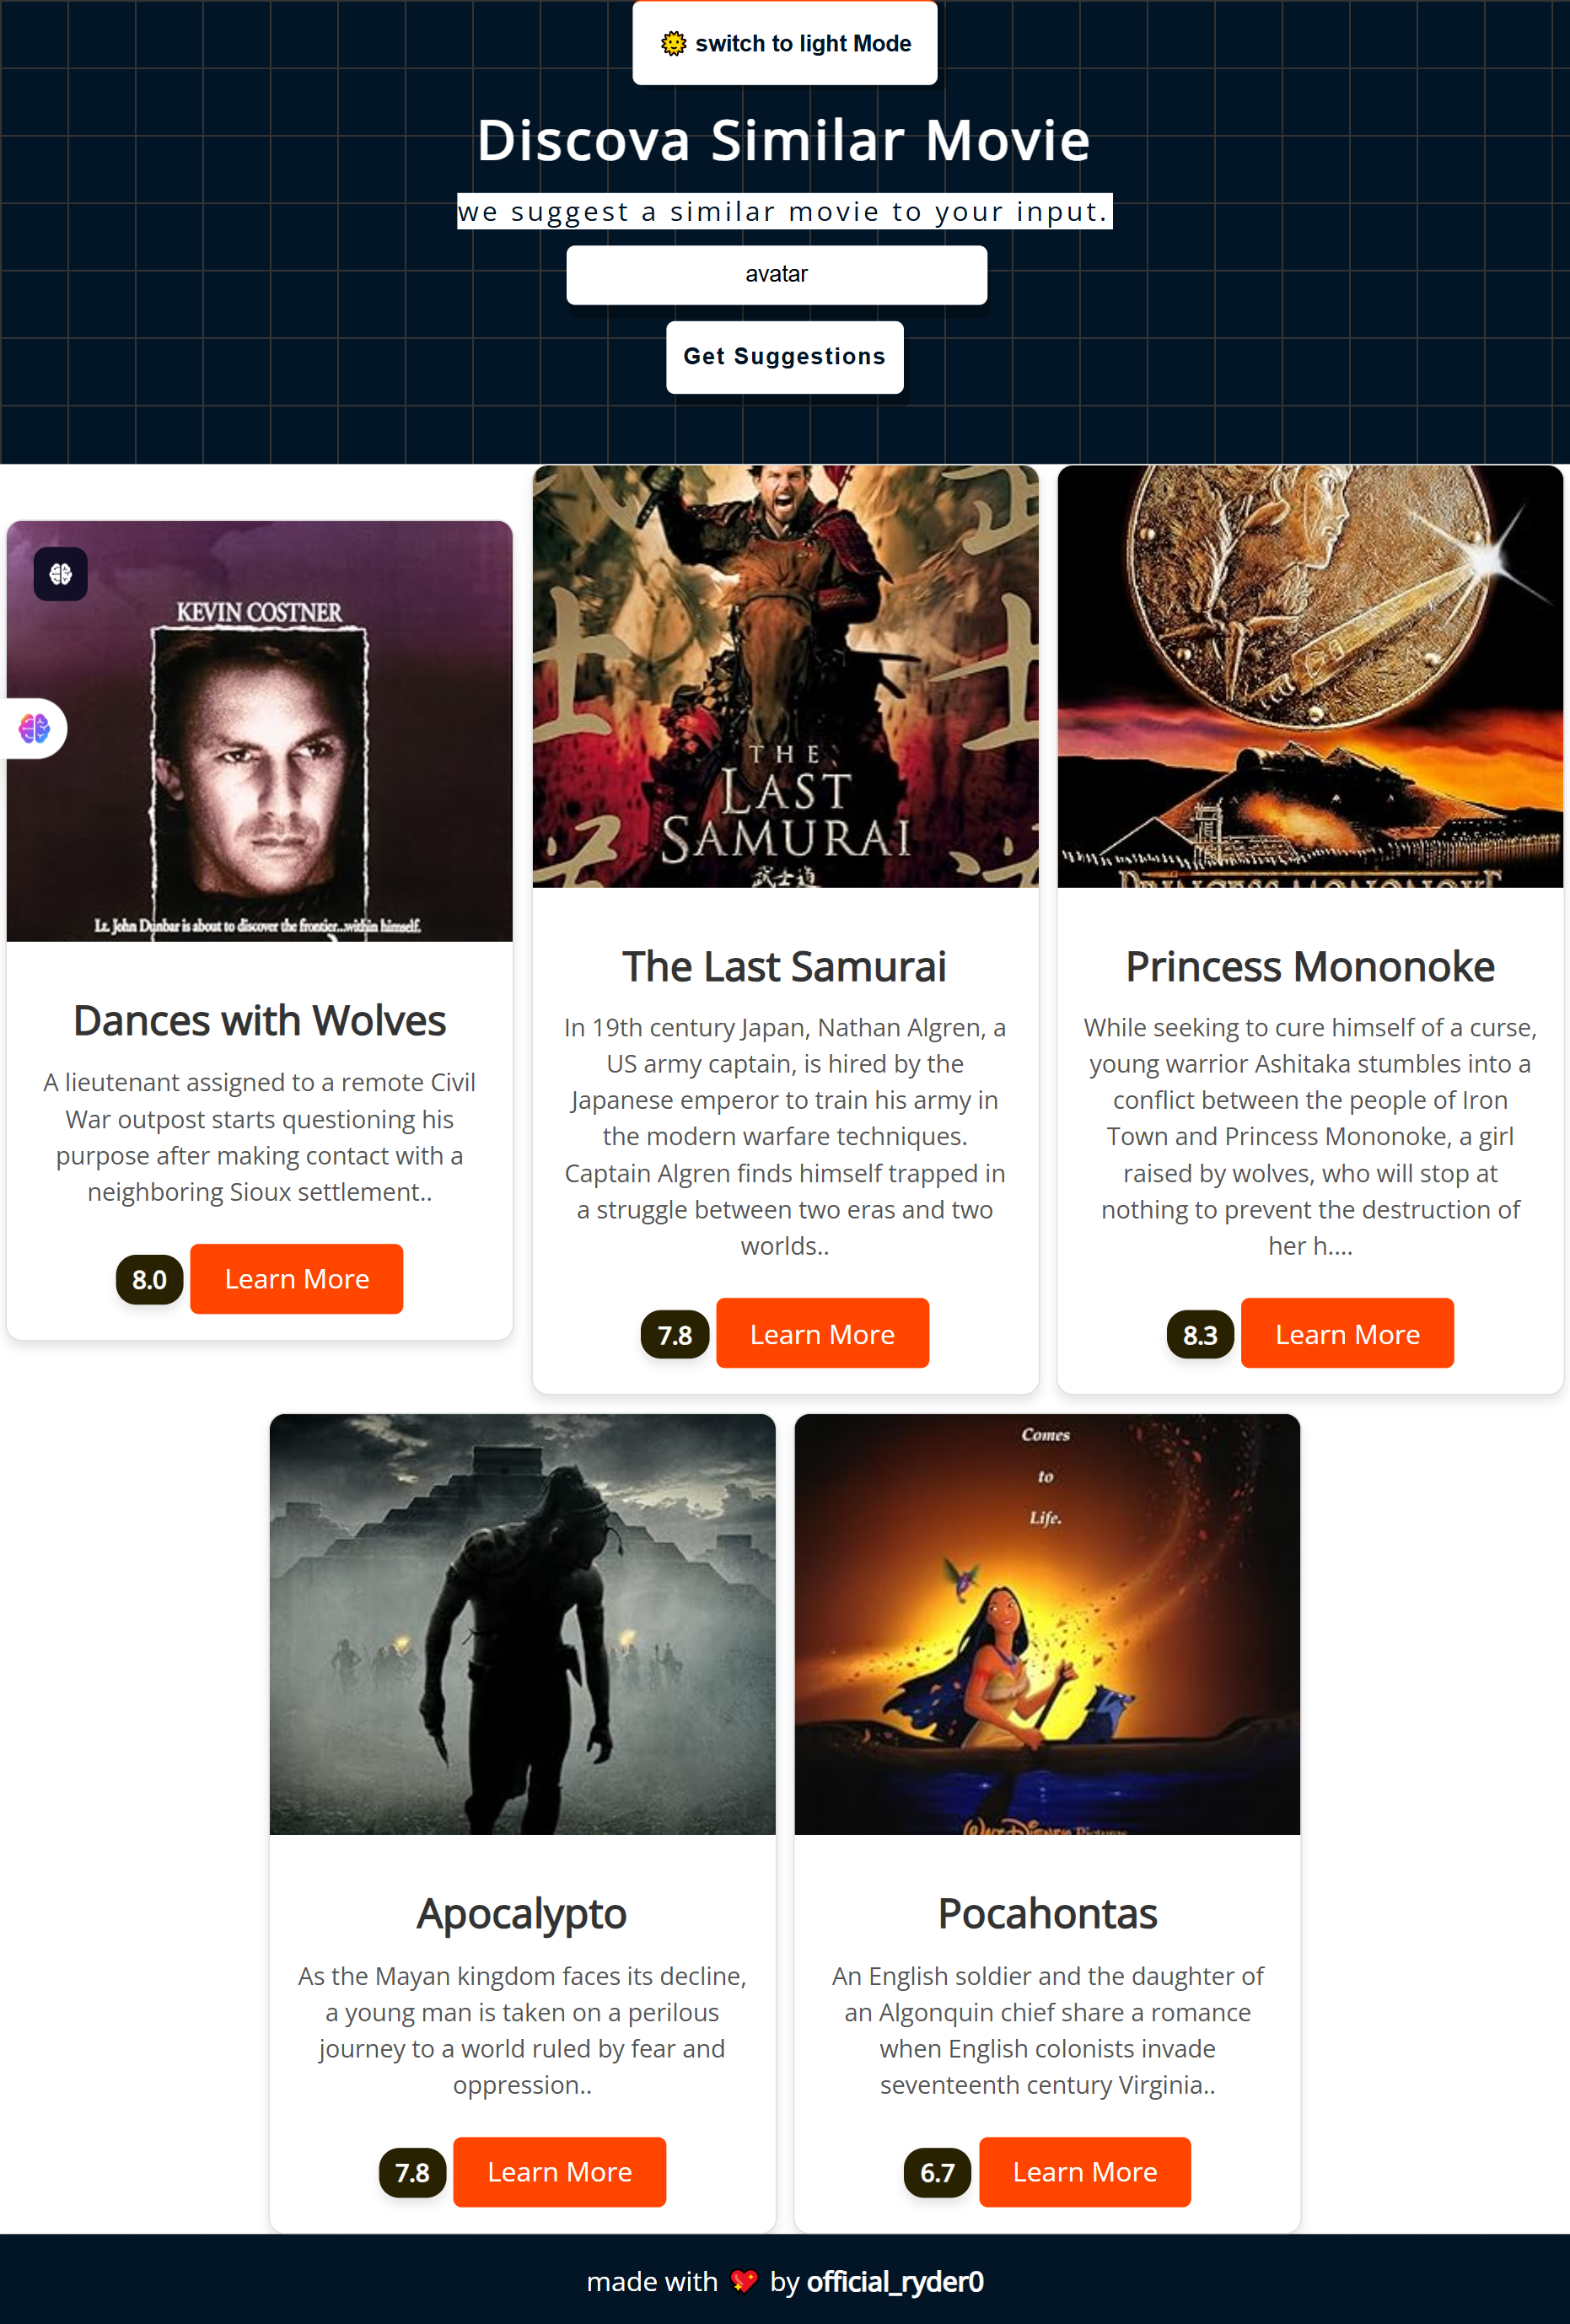 🌞 switch to light Mode
Discova Similar Movie
we suggest a similar movie to your input.
avatar
Get Suggestions
KEVIN COSTNER
Lt. John Dunbar is about to discover the frontier...within himself.
Dances with Wolves
A lieutenant assigned to a remote Civil
War outpost starts questioning his
purpose after making contact with a
neighboring Sioux settlement..
8.0 Learn More
THE
LAST
SAMURAI
武士道
The Last Samurai
In 19th century Japan, Nathan Algren, a
US army captain, is hired by the
Japanese emperor to train his army in
the modern warfare techniques.
Captain Algren finds himself trapped in
a struggle between two eras and two
worlds..
7.8 Learn More
PRINCESS MONONOKE
Princess Mononoke
While seeking to cure himself of a curse,
young warrior Ashitaka stumbles into a
conflict between the people of Iron
Town and Princess Mononoke, a girl
raised by wolves, who will stop at
nothing to prevent the destruction of
her h....
8.3 Learn More
Apocalypto
As the Mayan kingdom faces its decline,
a young man is taken on a perilous
journey to a world ruled by fear and
oppression..
7.8 Learn More
Comes
to
Life.
Walt Disney Pictures
Pocahontas
An English soldier and the daughter of
an Algonquin chief share a romance
when English colonists invade
seventeenth century Virginia..
6.7 Learn More
made with 💖 by official_ryder0